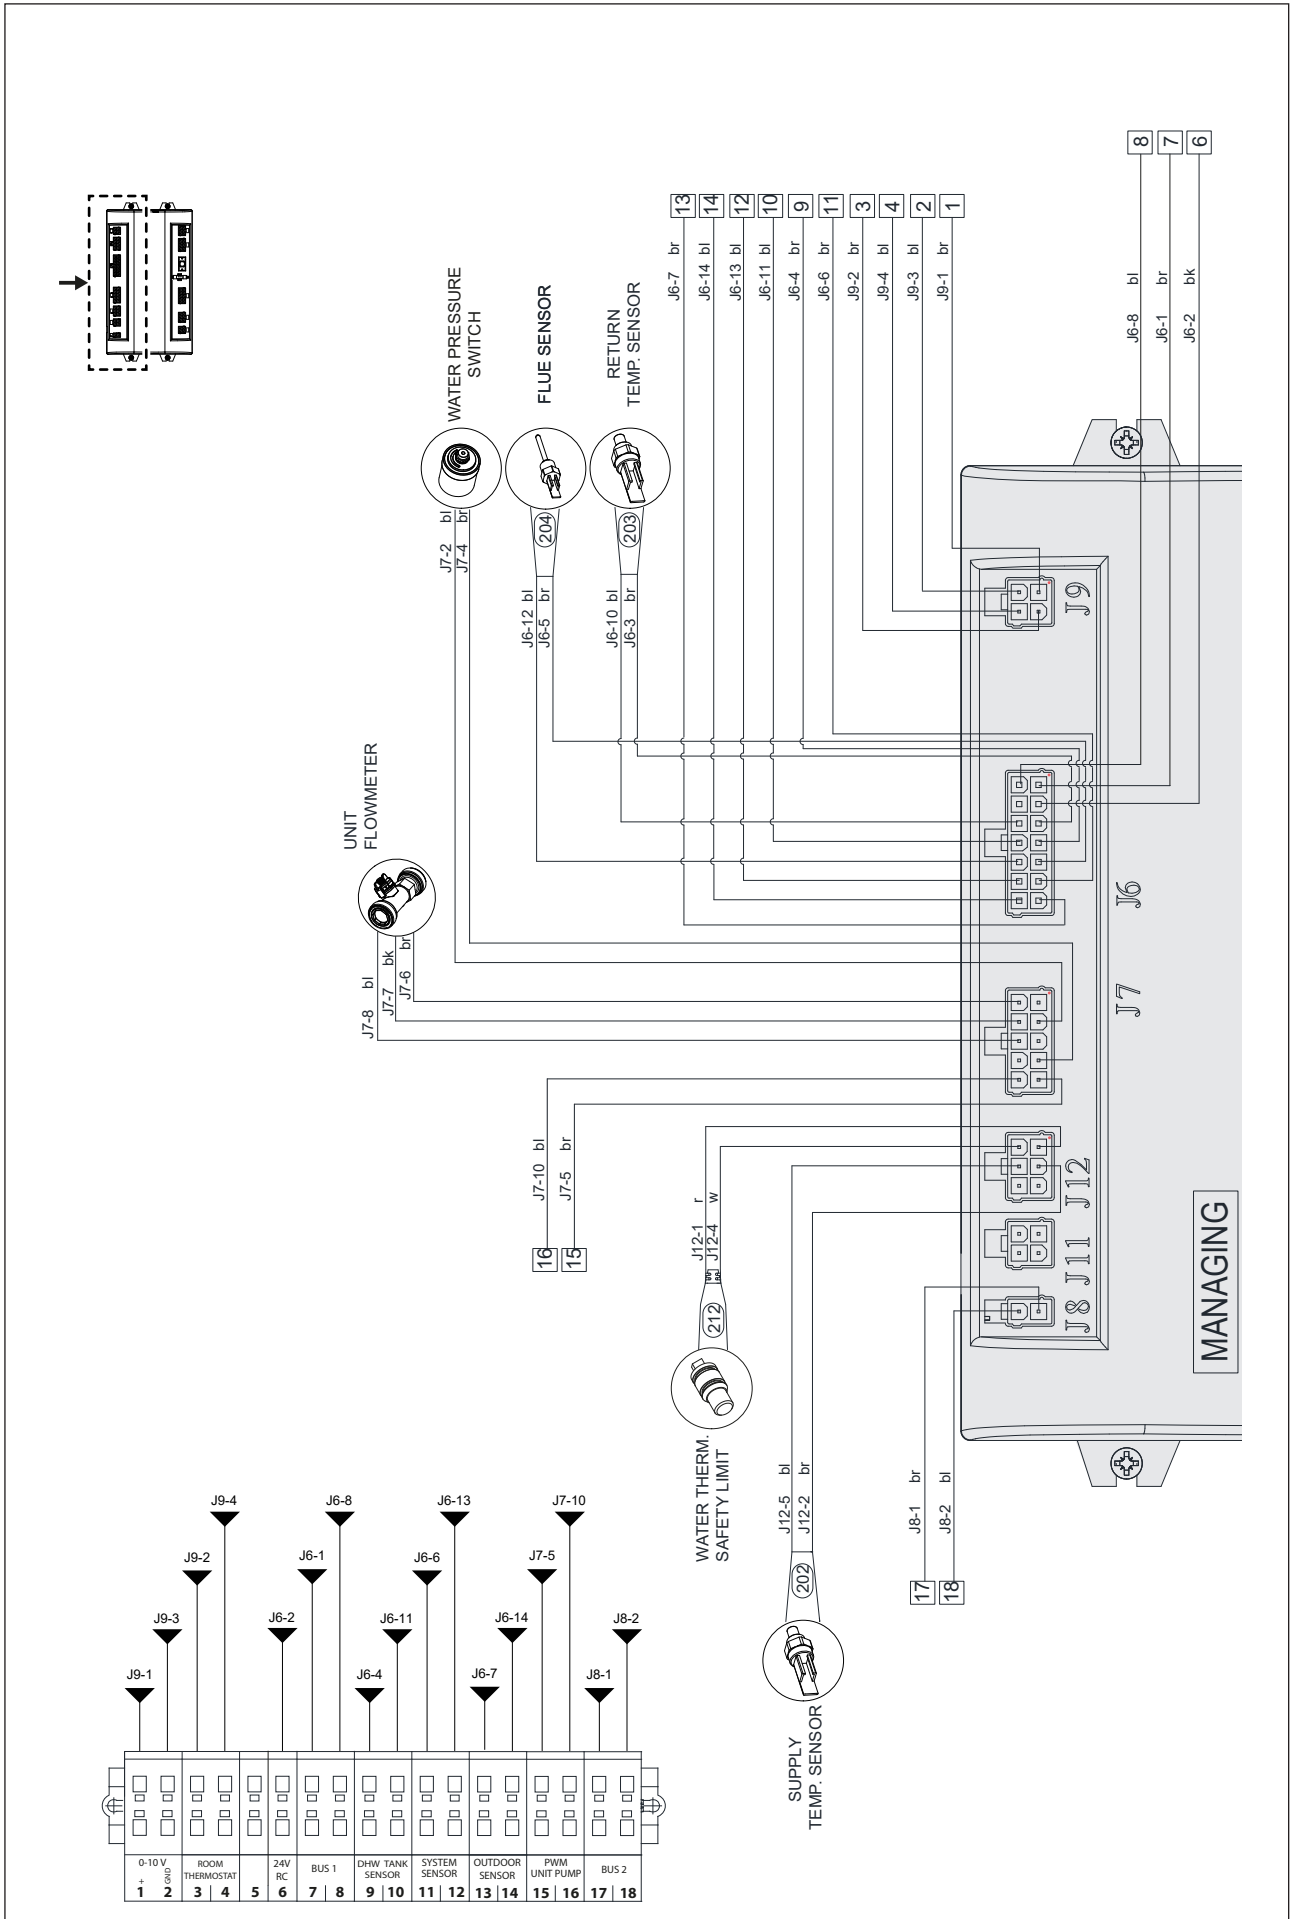 8
7
6
13
14
12
10
9
11
3
4
2
1
J6-7 br
J6-14 bl
J6-13 bl
J6-11 bl
J6-4 br
J6-6 br
J9-2 br
J9-4 bl
J9-3 bl
J9-1 br
J6-8 bl
J6-1 br
J6-2 bk
WATER PRESSURE
SWITCH
FLUE SENSOR
RETURN
TEMP. SENSOR
J7-2 bl
J7-4 br
204
203
J6-12 bl
J6-5 br
J6-10 bl
J6-3 br
J9
UNIT
FLOWMETER
J7-8 bl
J7-7 bk
J7-6 br
J6
J7
16
15
J7-10 bl
J7-5 br
J12-1 r
J12-4 w
212
WATER THERM.
SAFETY LIMIT
J12
J11
J8
MANAGING
J12-5 bl
J12-2 br
202
SUPPLY
TEMP. SENSOR
J8-1 br
J8-2 bl
17
18
J9-4
J6-8
J6-13
J7-10
J9-2
J6-1
J6-6
J7-5
J9-3
J6-2
J6-11
J6-14
J8-2
J9-1
J6-4
J6-7
J8-1
0-10 V
+
GND
ROOM
THERMOSTAT
24V
RC
BUS 1
DHW TANK
SENSOR
SYSTEM
SENSOR
OUTDOOR
SENSOR
PWM
UNIT PUMP
BUS 2
1 2 3 4 5 6 7 8 9 10 11 12 13 14 15 16 17 18